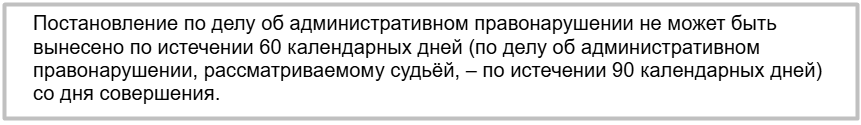 Постановление по делу об административном правонарушении не может быть
вынесено по истечении 60 календарных дней (по делу об административном
правонарушении, рассматриваемому судьёй, – по истечении 90 календарных дней)
со дня совершения.